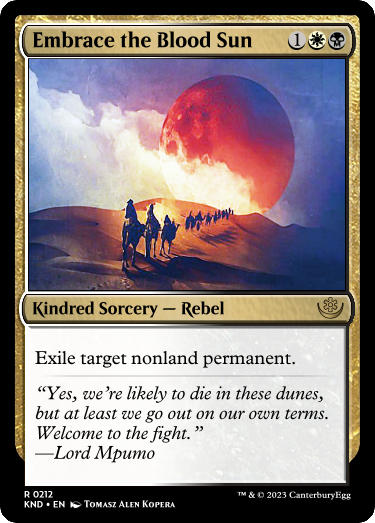 Embrace the Blood Sun 1
Kindred Sorcery — Rebel
Exile target nonland permanent.
“Yes, we’re likely to die in these dunes,
but at least we go out on our own terms.
Welcome to the fight.”
—Lord Mpumo
R 0212
KND • EN Tomasz Alen Kopera
™ & © 2023 CanterburyEgg